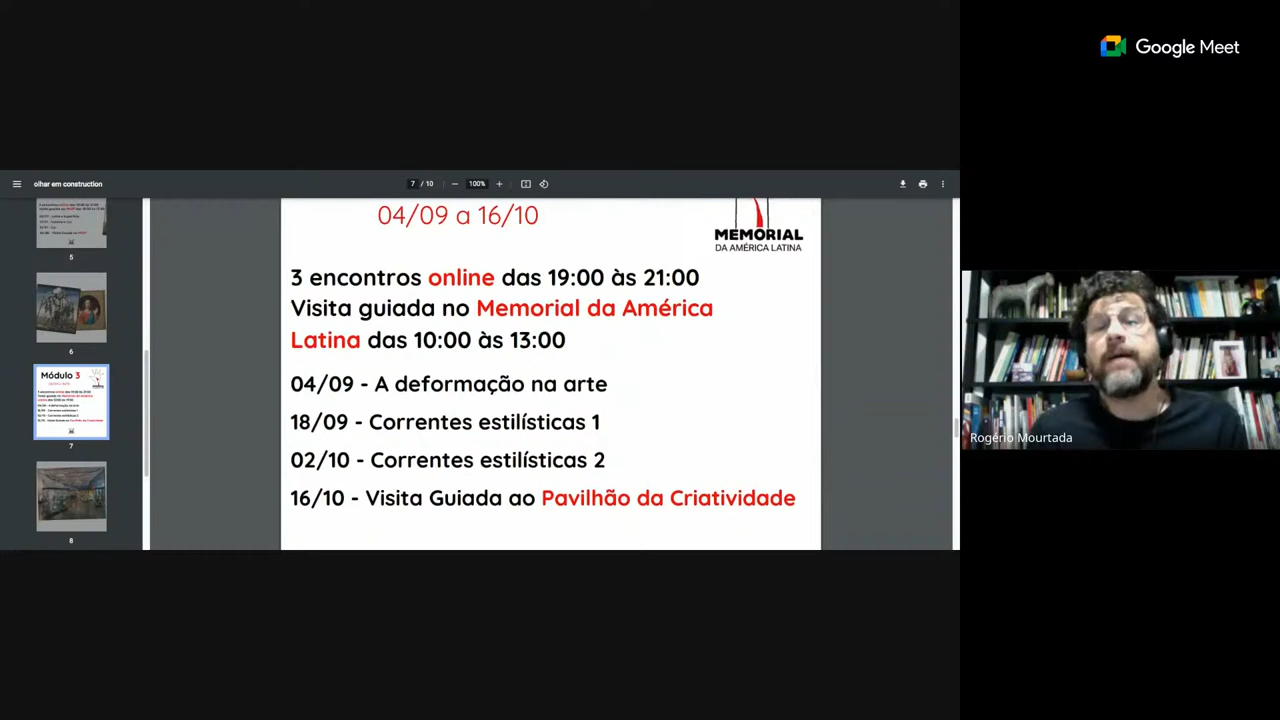 Google Meet
olhar em construction
7 / 10
100%
04/09 a 16/10
MEMORIAL
DA AMÉRICA LATINA
3 encontros online das 19:00 às 21:00
Visita guiada no Memorial da América
Latina das 10:00 às 13:00
04/09 - A deformação na arte
18/09 - Correntes estilísticas 1
02/10 - Correntes estilísticas 2
16/10 - Visita Guiada ao Pavilhão da Criatividade
5
6
Módulo 3
7
8
Rogério Mourtada